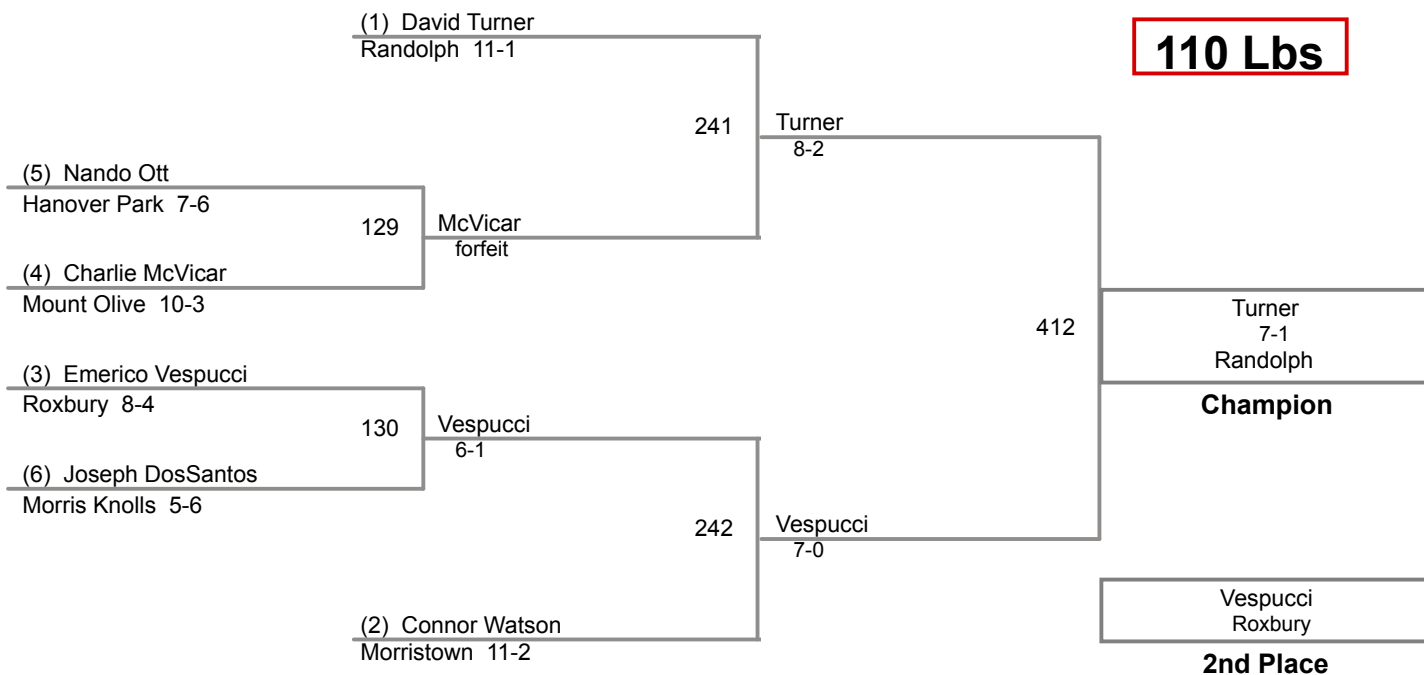 (1) David Turner
Randolph 11-1
110 Lbs
241
Turner
8-2
(5) Nando Ott
Hanover Park 7-6
129
McVicar
forfeit
(4) Charlie McVicar
Mount Olive 10-3
412
Turner
7-1
Randolph
Champion
(3) Emerico Vespucci
Roxbury 8-4
130
Vespucci
6-1
(6) Joseph DosSantos
Morris Knolls 5-6
242
Vespucci
7-0
(2) Connor Watson
Morristown 11-2
Vespucci
Roxbury
2nd Place